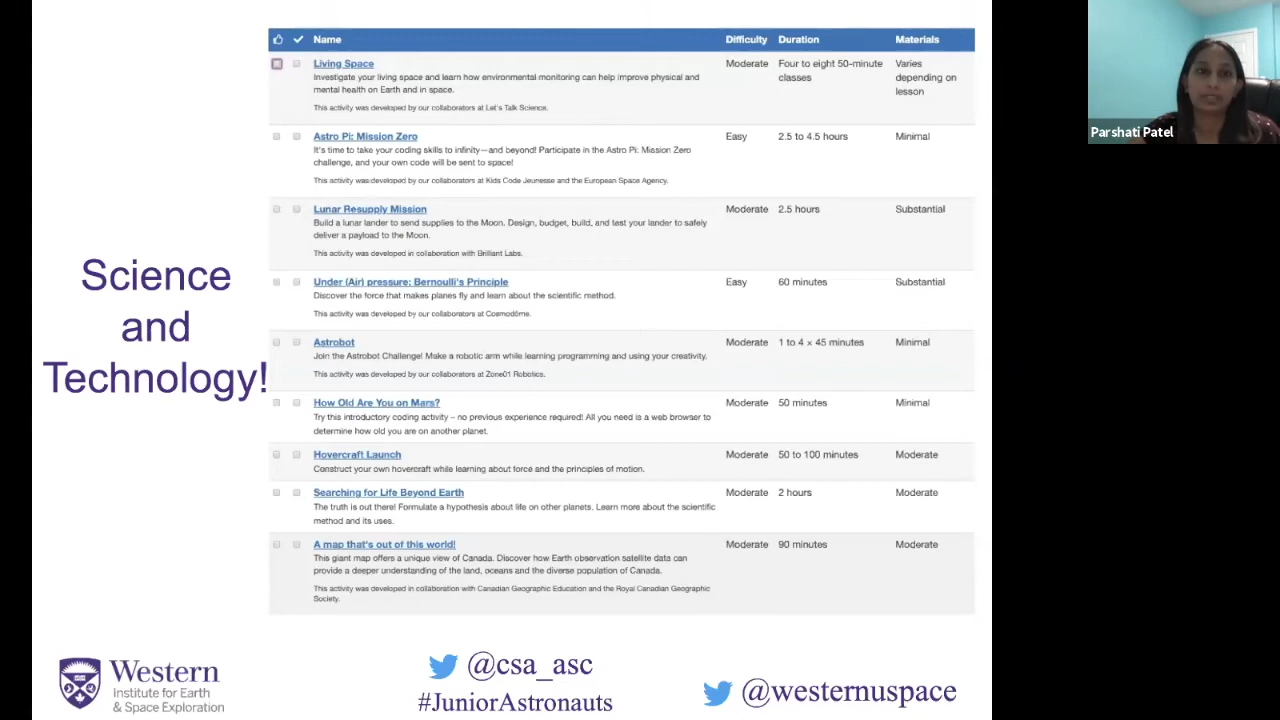 Science
and
Technology!
Name Difficulty Duration Materials
Living Space Moderate Four to eight 50-minute classes Varies depending on lesson
Investigate your living space and learn how environmental monitoring can help improve physical and
mental health on Earth and in space.
This activity was developed by our collaborators at Let's Talk Science.
Astro Pi: Mission Zero Easy 2.5 to 4.5 hours Minimal
It's time to take your coding skills to infinity—and beyond! Participate in the Astro Pi: Mission Zero
challenge, and your own code will be sent to space!
This activity was developed by our collaborators at Kids Code Jeunesse and the European Space Agency.
Lunar Resupply Mission Moderate 2.5 hours Substantial
Build a lunar lander to send supplies to the Moon. Design, budget, build, and test your lander to safely
deliver a payload to the Moon.
This activity was developed in collaboration with Brilliant Labs.
Under (Air) pressure: Bernoulli's Principle Easy 60 minutes Substantial
Discover the force that makes planes fly and learn about the scientific method.
This activity was developed by our collaborators at Cosmodôme.
Astrobot Moderate 1 to 4 × 45 minutes Minimal
Join the Astrobot Challenge! Make a robotic arm while learning programming and using your creativity.
This activity was developed by our collaborators at Zone01 Robotics.
How Old Are You on Mars? Moderate 50 minutes Minimal
Try this introductory coding activity – no previous experience required! All you need is a web browser to
determine how old you are on another planet.
Hovercraft Launch Moderate 50 to 100 minutes Moderate
Construct your own hovercraft while learning about force and the principles of motion.
Searching for Life Beyond Earth Moderate 2 hours Moderate
The truth is out there! Formulate a hypothesis about life on other planets. Learn more about the scientific
method and its uses.
A map that's out of this world! Moderate 90 minutes Moderate
This giant map offers a unique view of Canada. Discover how Earth observation satellite data can
provide a deeper understanding of the land, oceans and the diverse population of Canada.
This activity was developed in collaboration with Canadian Geographic Education and the Royal Canadian Geographic
Society.
Western
Institute for Earth
& Space Exploration
@csa_asc
#JuniorAstronauts
@westernuspace
Parshati Patel